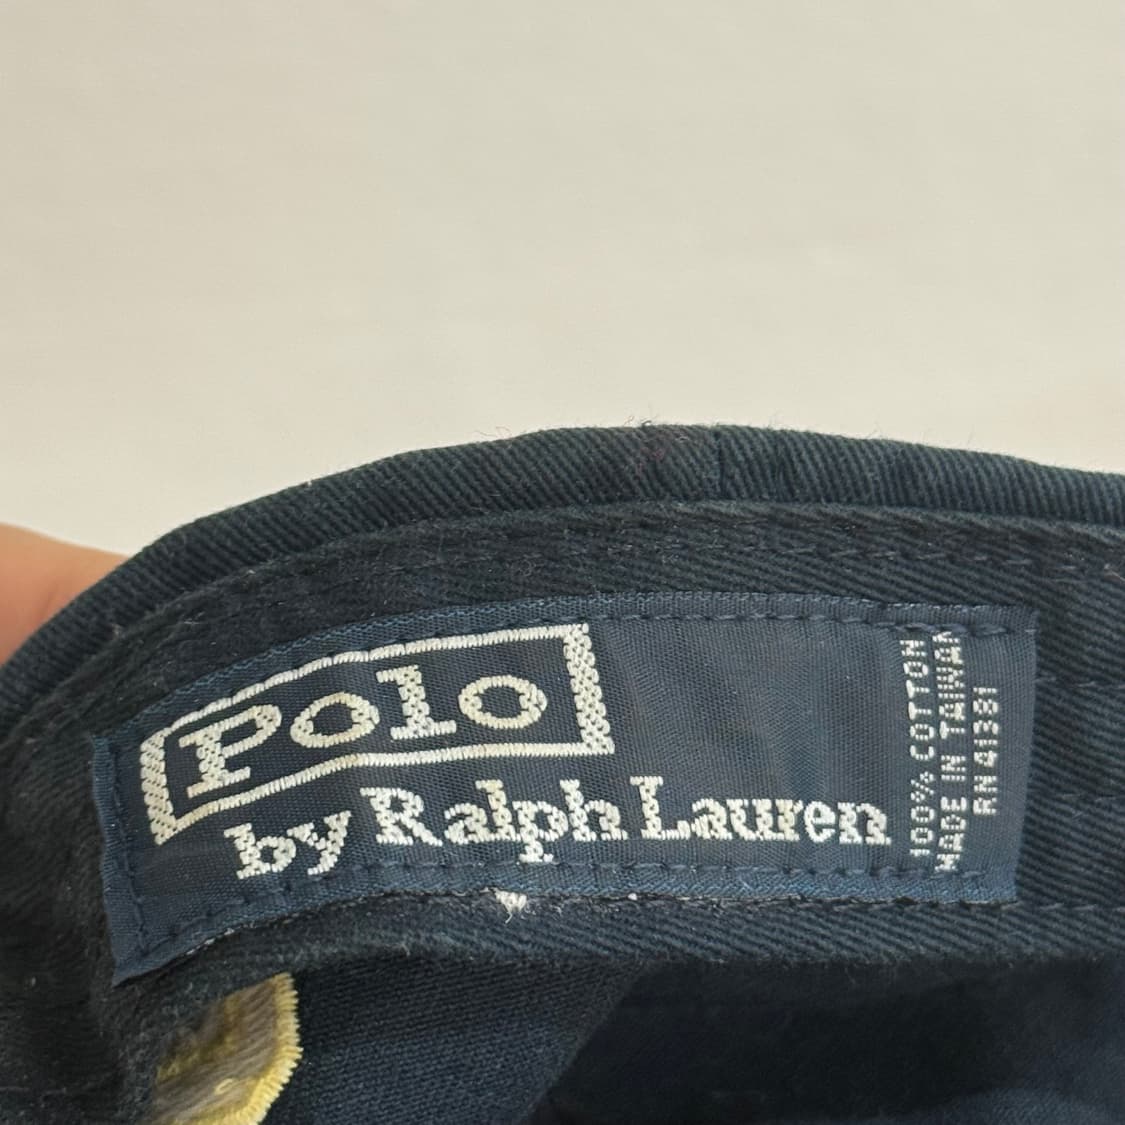 Polo
by Ralph Lauren
100% COTTON
MADE IN TAIWAN
RN 41381